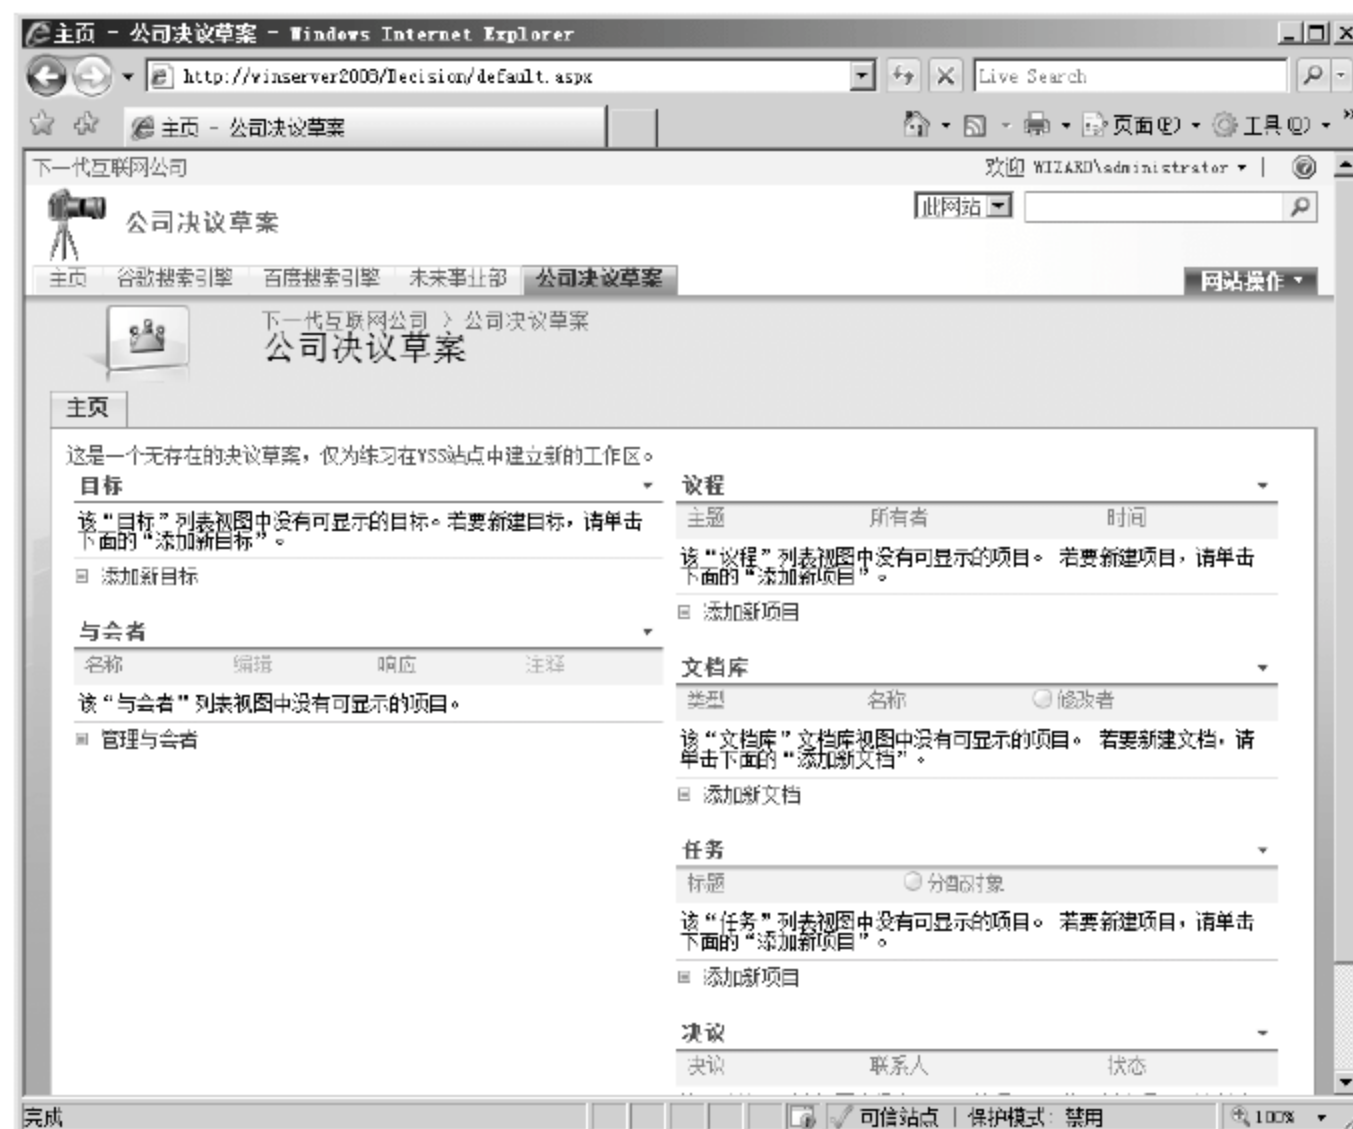 主页 - 公司决议草案 - Windows Internet Explorer
http://winserver2008/Decision/default.aspx
Live Search
主页 - 公司决议草案
页面(P)
工具(O)
下一代互联网公司
欢迎 WIZARD\administrator
公司决议草案
此网站
主页 谷歌搜索引擎 百度搜索引擎 未来事业部 公司决议草案
网站操作
下一代互联网公司 > 公司决议草案
公司决议草案
主页
这是一个无存在的决议草案，仅为练习在WSS站点中建立新的工作区。
目标
该“目标”列表视图中没有可显示的目标。若要新建目标，请单击
下面的“添加新目标”。
添加新目标
与会者
名称 编辑 响应 注释
该“与会者”列表视图中没有可显示的项目。
管理与会者
议程
主题 所有者 时间
该“议程”列表视图中没有可显示的项目。 若要新建项目，请单击
下面的“添加新项目”。
添加新项目
文档库
类型 名称 修改者
该“文档库”文档库视图中没有可显示的项目。 若要新建文档，请
单击下面的“添加新文档”。
添加新文档
任务
标题 分配对象
该“任务”列表视图中没有可显示的项目。 若要新建项目，请单击
下面的“添加新项目”。
添加新项目
决议
决议 联系人 状态
完成
可信站点 | 保护模式: 禁用
100%